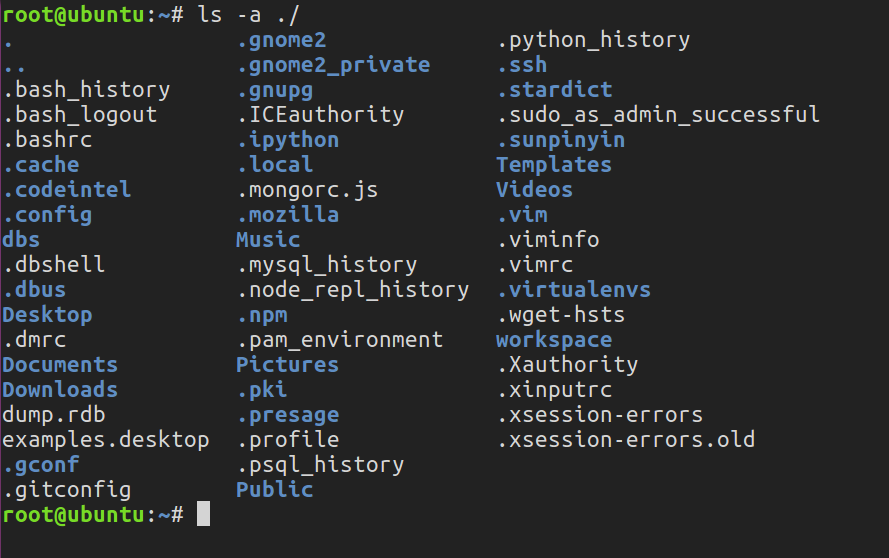 root@ubuntu:~# ls -a ./
. .gnome2 .python_history
.. .gnome2_private .ssh
.bash_history .gnupg .stardict
.bash_logout .ICEauthority .sudo_as_admin_successful
.bashrc .ipython .sunpinyin
.cache .local Templates
.codeintel .mongorc.js Videos
.config .mozilla .vim
dbs Music .viminfo
.dbshell .mysql_history .vimrc
.dbus .node_repl_history .virtualenvs
Desktop .npm .wget-hsts
.dmrc .pam_environment workspace
Documents Pictures .Xauthority
Downloads .pki .xinputrc
dump.rdb .presage .xsession-errors
examples.desktop .profile .xsession-errors.old
.gconf .psql_history
.gitconfig Public
root@ubuntu:~#